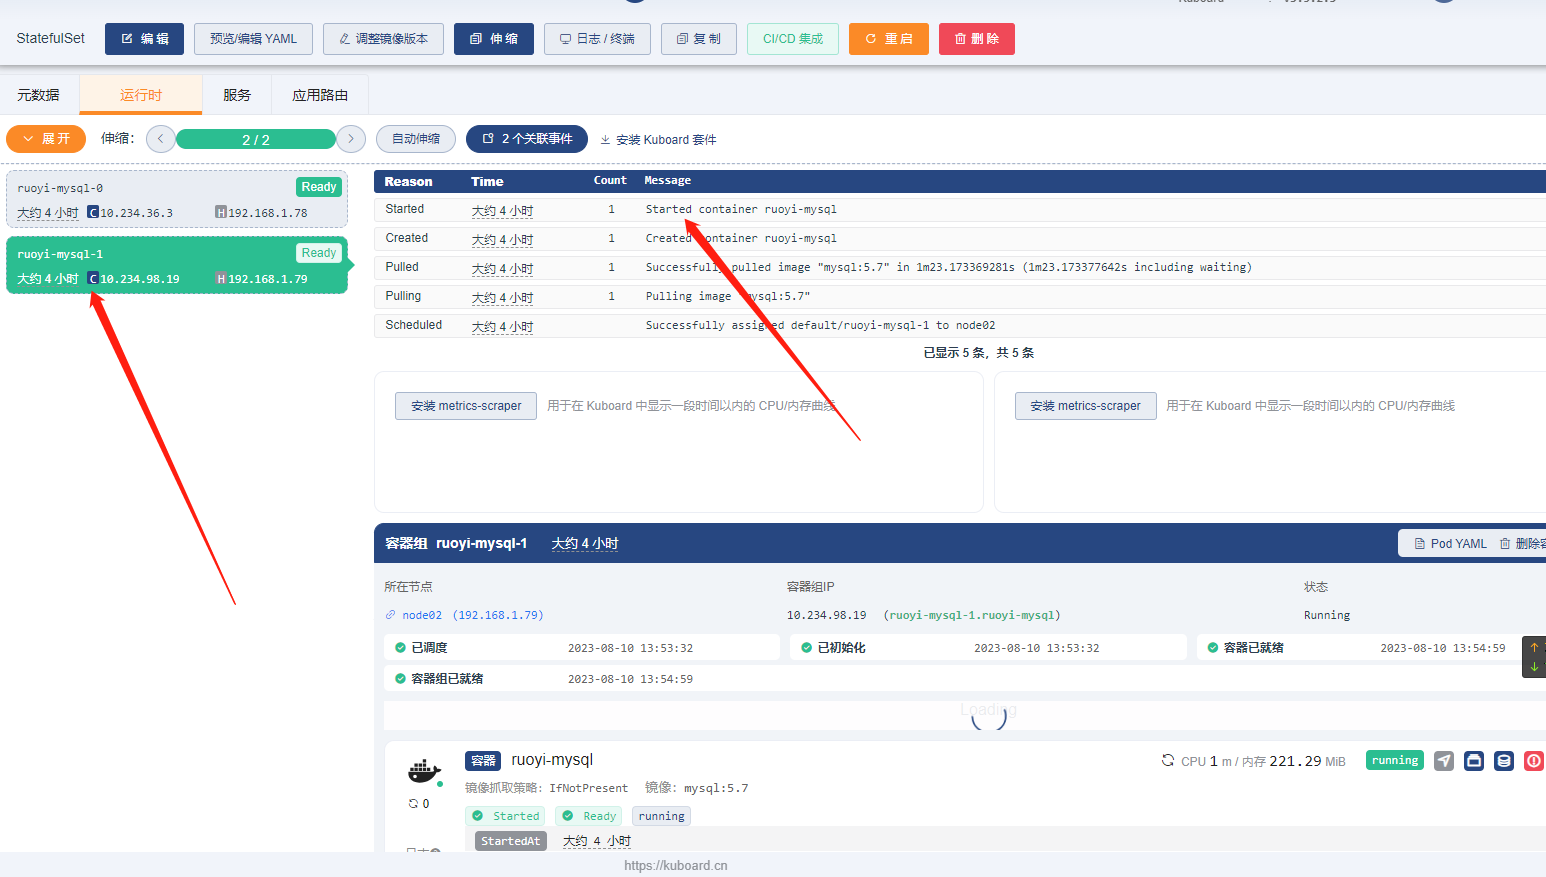 StatefulSet 编 辑 预览/编辑 YAML 调整镜像版本 伸 缩 日志 / 终端 复 制 CI/CD 集成 重 启 删 除
元数据 运行时 服务 应用路由
展 开 伸缩： 2 / 2 自动伸缩 2 个关联事件 安装 Kuboard 套件
ruoyi-mysql-0 Ready
大约 4 小时 C 10.234.36.3 H 192.168.1.78
ruoyi-mysql-1 Ready
大约 4 小时 C 10.234.98.19 H 192.168.1.79
Reason Time Count Message
Started 大约 4 小时 1 Started container ruoyi-mysql
Created 大约 4 小时 1 Created container ruoyi-mysql
Pulled 大约 4 小时 1 Successfully pulled image "mysql:5.7" in 1m23.173369281s (1m23.173377642s including waiting)
Pulling 大约 4 小时 1 Pulling image "mysql:5.7"
Scheduled 大约 4 小时 Successfully assigned default/ruoyi-mysql-1 to node02
已显示 5 条，共 5 条
安装 metrics-scraper 用于在 Kuboard 中显示一段时间以内的 CPU/内存曲线
安装 metrics-scraper 用于在 Kuboard 中显示一段时间以内的 CPU/内存曲线
容器组 ruoyi-mysql-1 大约 4 小时 Pod YAML 删除
所在节点 容器组IP 状态
node02 (192.168.1.79) 10.234.98.19 (ruoyi-mysql-1.ruoyi-mysql) Running
已调度 2023-08-10 13:53:32 已初始化 2023-08-10 13:53:32 容器已就绪 2023-08-10 13:54:59
容器组已就绪 2023-08-10 13:54:59
Loading
容器 ruoyi-mysql CPU 1 m / 内存 221.29 MiB running
镜像抓取策略: IfNotPresent 镜像: mysql:5.7
0
Started Ready running
StartedAt 大约 4 小时
https://kuboard.cn